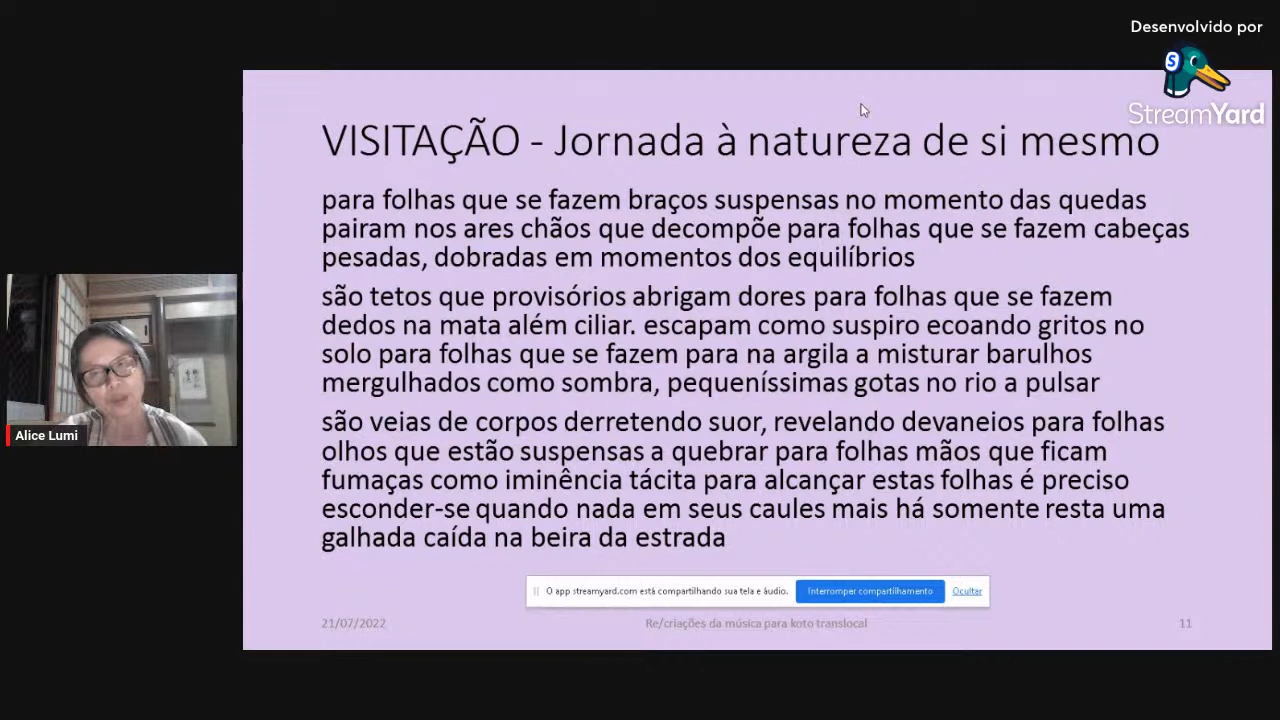 Desenvolvido por
StreamYard
VISITAÇÃO - Jornada à natureza de si mesmo
para folhas que se fazem braços suspensas no momento das quedas
pairam nos ares chãos que decompõe para folhas que se fazem cabeças
pesadas, dobradas em momentos dos equilíbrios
são tetos que provisórios abrigam dores para folhas que se fazem
dedos na mata além ciliar. escapam como suspiro ecoando gritos no
solo para folhas que se fazem para na argila a misturar barulhos
mergulhados como sombra, pequeníssimas gotas no rio a pulsar
são veias de corpos derretendo suor, revelando devaneios para folhas
olhos que estão suspensas a quebrar para folhas mãos que ficam
fumaças como iminência tácita para alcançar estas folhas é preciso
esconder-se quando nada em seus caules mais há somente resta uma
galhada caída na beira da estrada
Alice Lumi
O app streamyard.com está compartilhando sua tela e áudio.
Interromper compartilhamento
Ocultar
21/07/2022
Re/criações da música para koto translocal
11